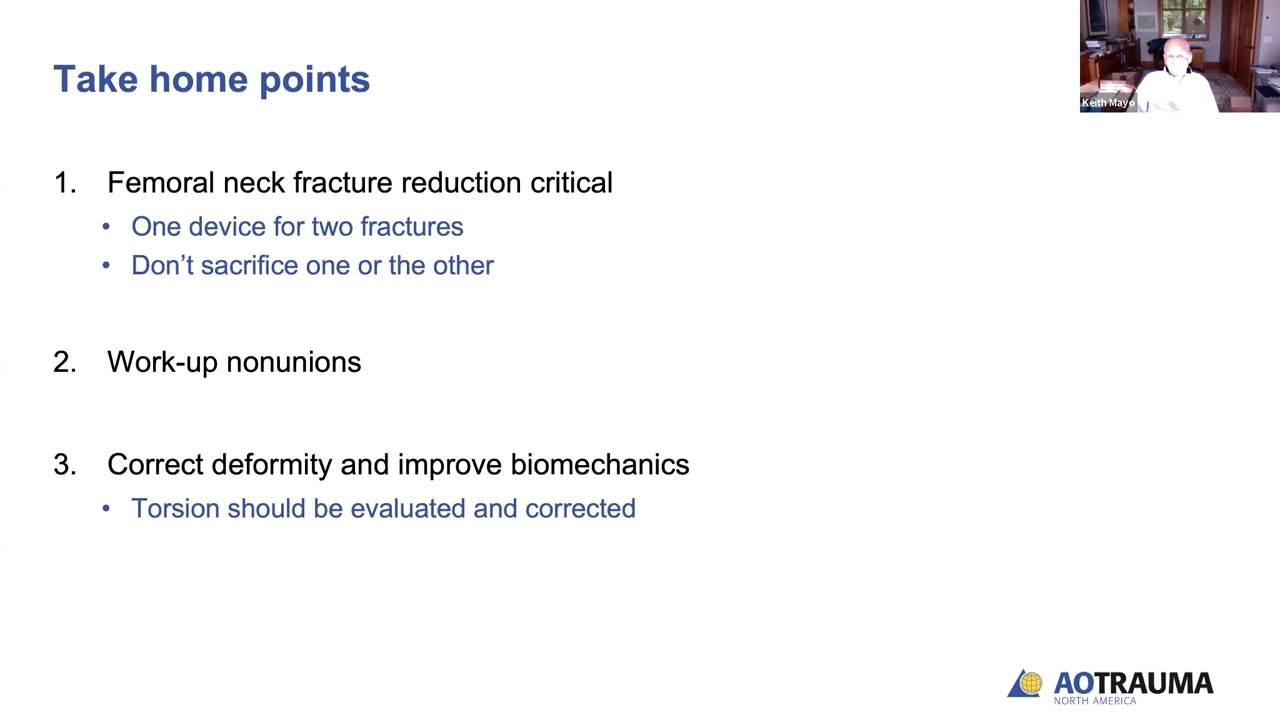 Take home points
Keith Mayo
1. Femoral neck fracture reduction critical
• One device for two fractures
• Don’t sacrifice one or the other
2. Work-up nonunions
3. Correct deformity and improve biomechanics
• Torsion should be evaluated and corrected
AOTRAUMA
NORTH AMERICA